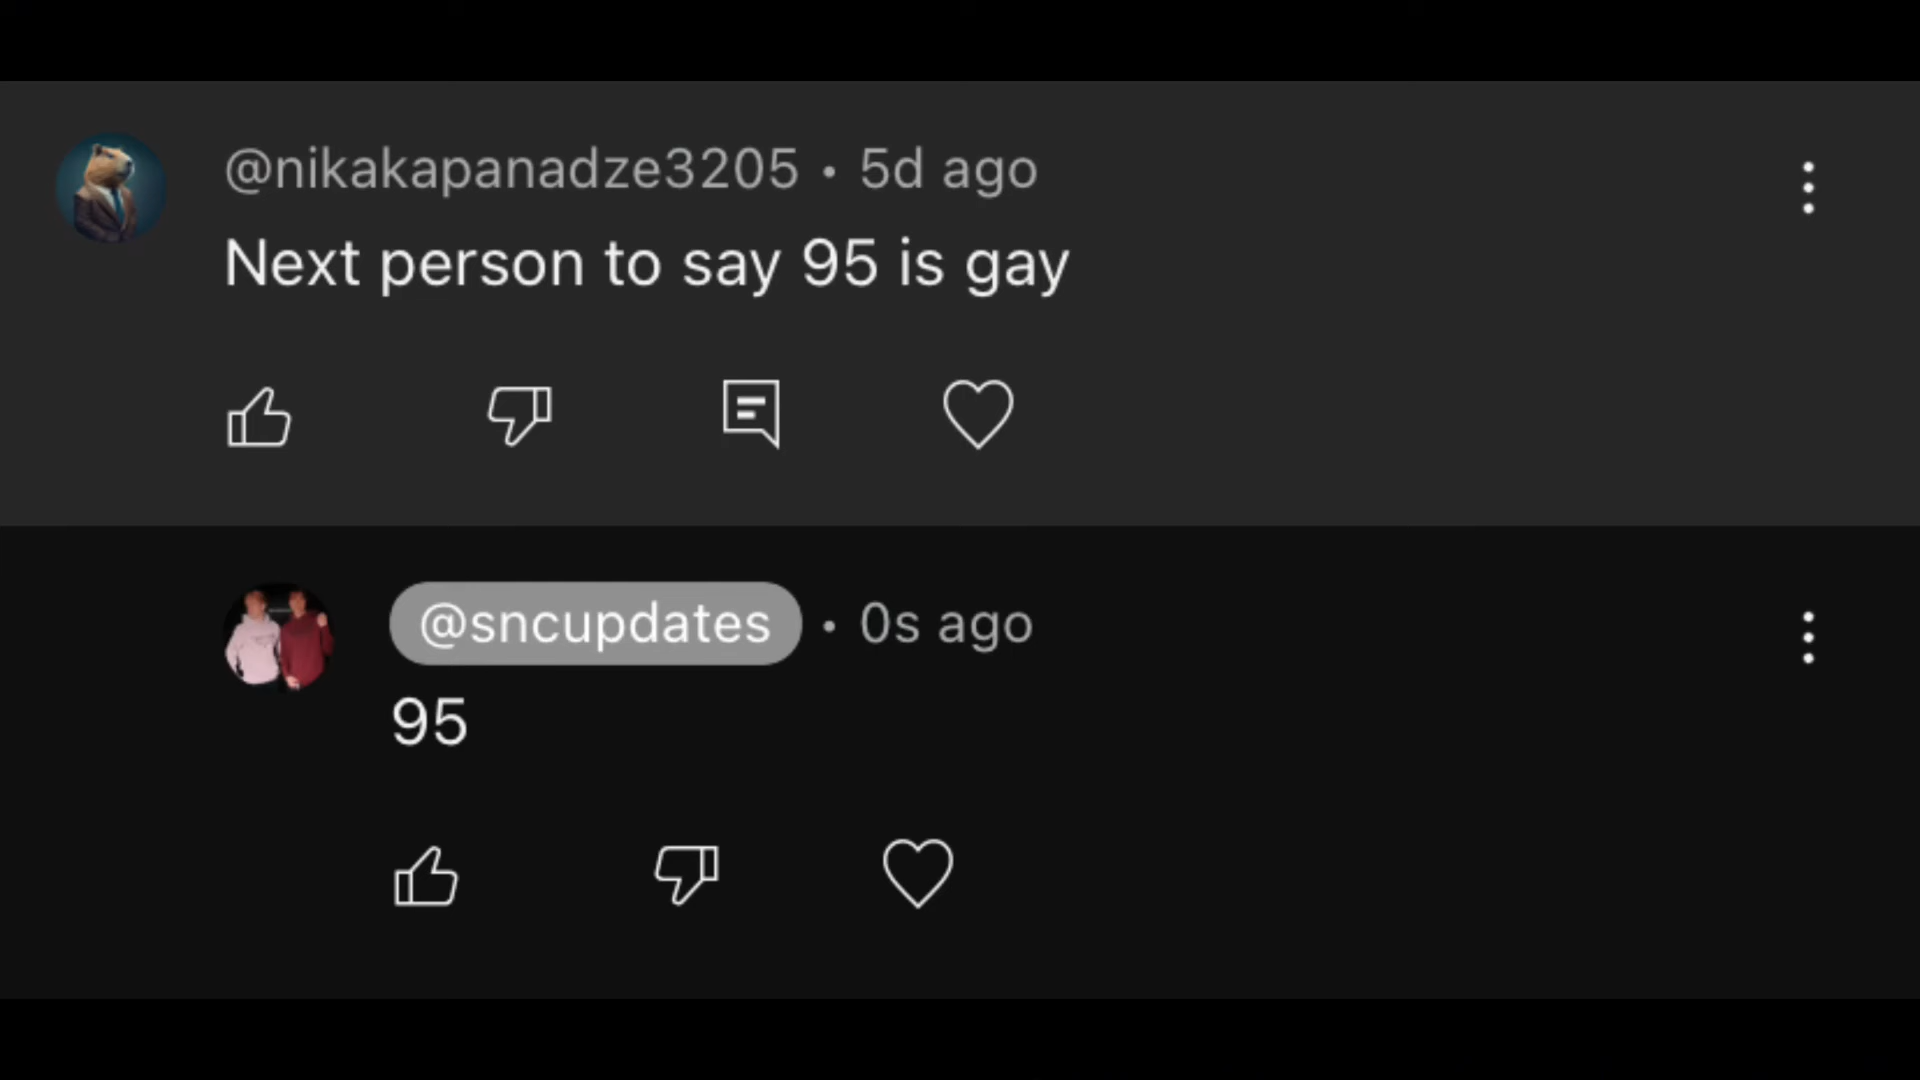 @nikakapanadze3205 • 5d ago
Next person to say 95 is gay
@sncupdates • 0s ago
95